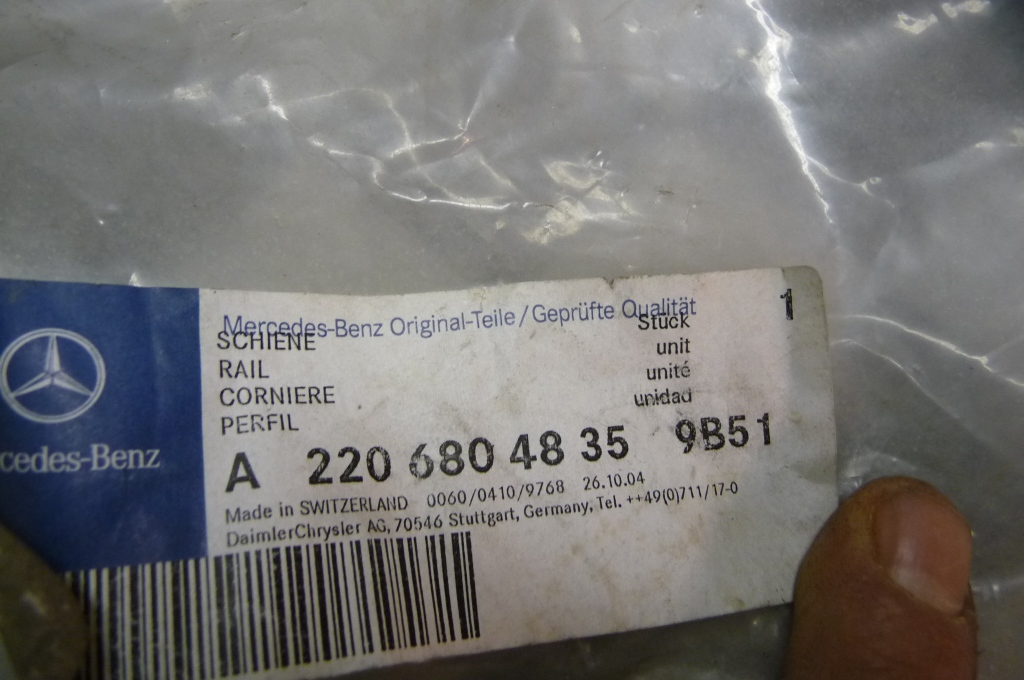 Mercedes-Benz Original-Teile/Geprüfte Qualität
SCHIENE Stück 1
RAIL unit
CORNIERE unité
PERFIL unidad
cedes-Benz
A 220 680 48 35 9B51
Made in SWITZERLAND 0060/0410/9768 26.10.04
DaimlerChrysler AG, 70546 Stuttgart, Germany, Tel. ++49(0)711/17-0